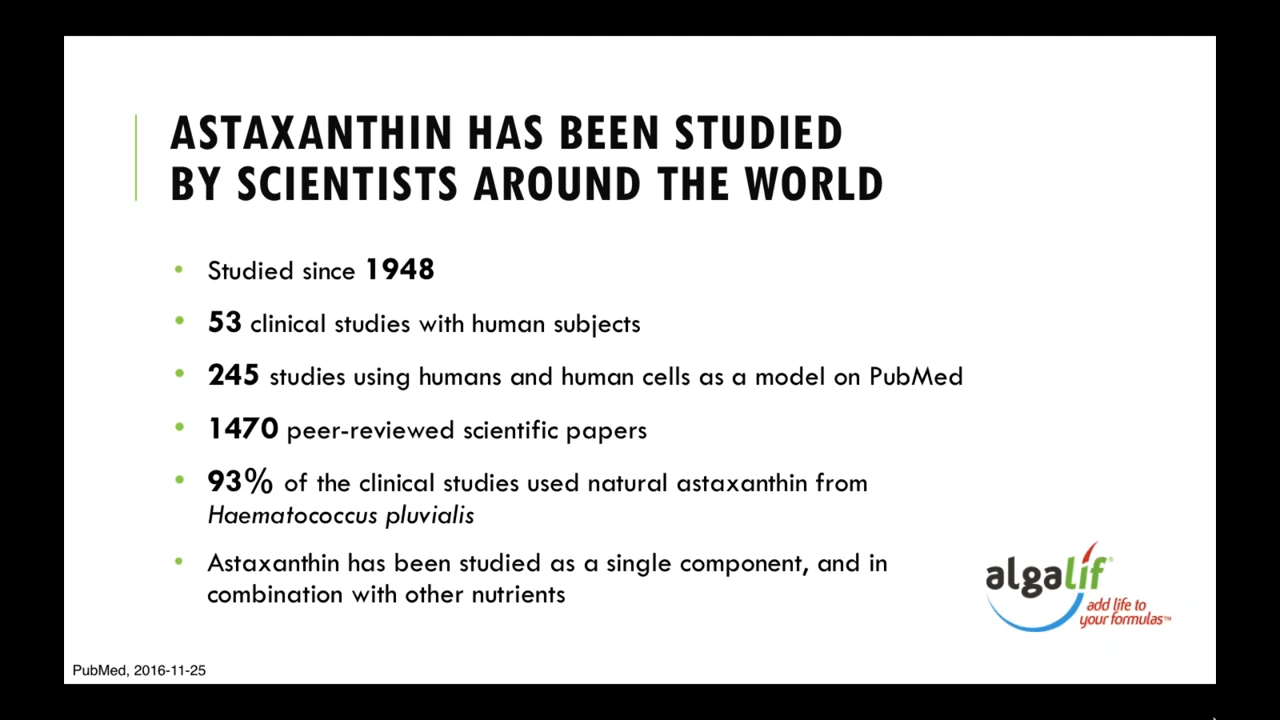 ASTAXANTHIN HAS BEEN STUDIED
BY SCIENTISTS AROUND THE WORLD
• Studied since 1948
• 53 clinical studies with human subjects
• 245 studies using humans and human cells as a model on PubMed
• 1470 peer-reviewed scientific papers
• 93% of the clinical studies used natural astaxanthin from
Haematococcus pluvialis
• Astaxanthin has been studied as a single component, and in
combination with other nutrients
algalíf®
add life to
your formulas™
PubMed, 2016-11-25